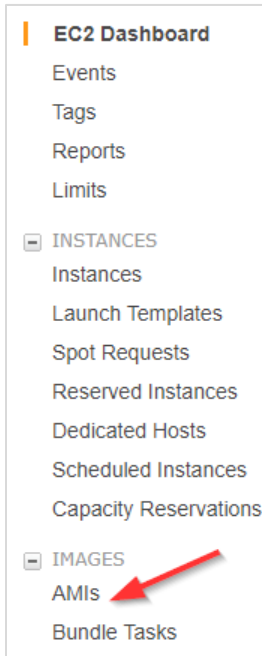 EC2 Dashboard
Events
Tags
Reports
Limits
INSTANCES
Instances
Launch Templates
Spot Requests
Reserved Instances
Dedicated Hosts
Scheduled Instances
Capacity Reservations
IMAGES
AMIs
Bundle Tasks